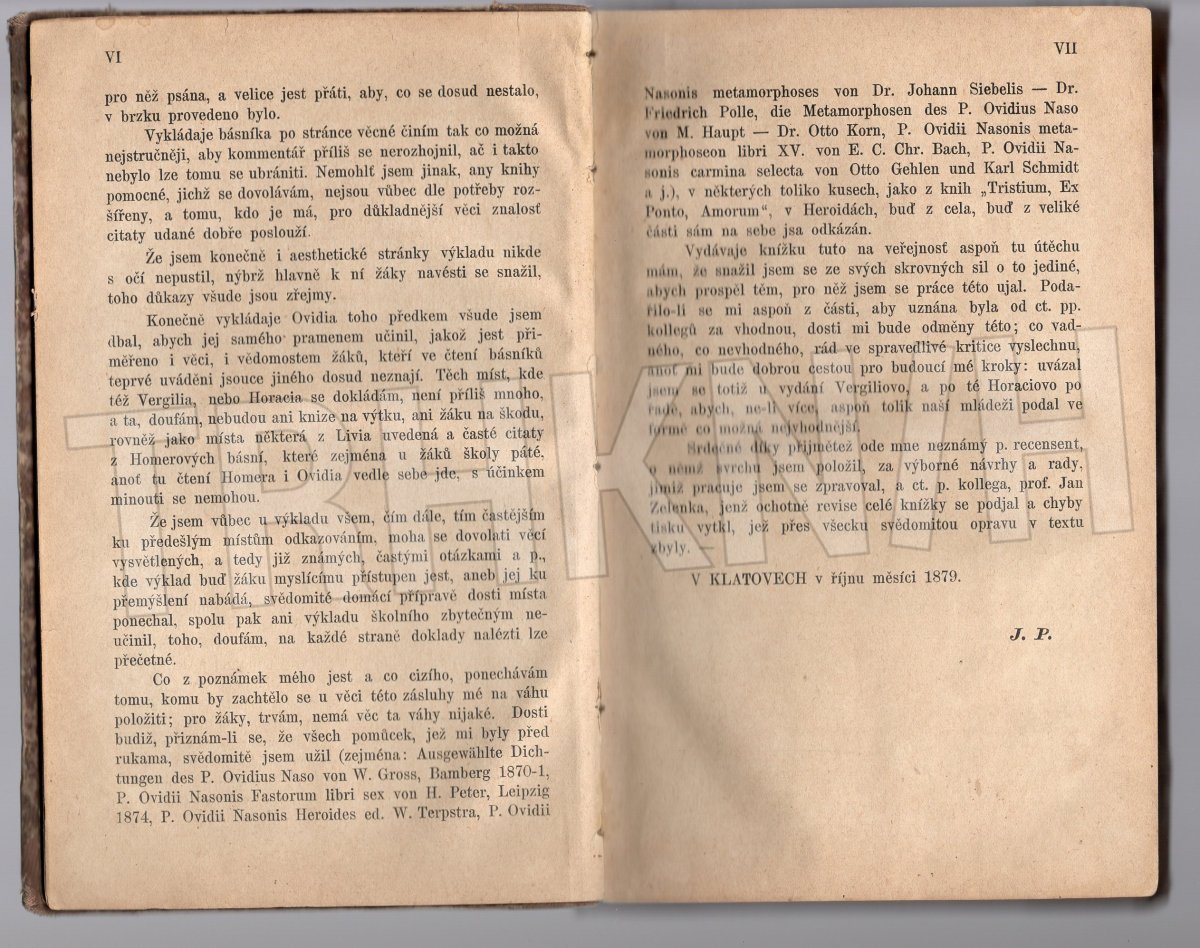 VI
pro něž psána, a velice jest přáti, aby, co se dosud nestalo,
v brzku provedeno bylo.
Vykládaje básníka po stránce věcné činím tak co možná
nejstručněji, aby kommentář příliš se nerozhojnil, ač i takto
nebylo lze tomu se ubrániti. Nemohlť jsem jinak, any knihy
pomocné, jichž se dovolávám, nejsou vůbec dle potřeby roz-
šířeny, a tomu, kdo je má, pro důkladnější věci znalosť
citaty udané dobře poslouží.
Že jsem konečně i aesthetické stránky výkladu nikde
s očí nepustil, nýbrž hlavně k ní žáky navésti se snažil,
toho důkazy všude jsou zřejmy.
Konečně vykládaje Ovidia toho předkem všude jsem
dbal, abych jej samého pramenem učinil, jakož jest při-
měřeno i věci, i vědomostem žáků, kteří ve čtení básníků
teprvé uváděni jsouce jiného dosud neznají. Těch míst, kde
též Vergilia, nebo Horacia se dokládám, není příliš mnoho,
a ta, doufám, nebudou ani knize na výtku, ani žáku na škodu,
rovněž jako místa některá z Livia uvedená a časté citaty
z Homerových básní, které zejména u žáků školy páté,
anoť tu čtení Homera i Ovidia vedle sebe jde, s účinkem
minouti se nemohou.
Že jsem vůbec u výkladu všem, čím dále, tím častějším
ku předešlým místům odkazováním, moha se dovolati věcí
vysvětlených, a tedy již známých, častými otázkami a p.,
kde výklad buď žáku myslícímu přístupen jest, aneb jej ku
přemýšlení nabádá, svědomité domácí přípravě dosti místa
ponechal, spolu pak ani výkladu školního zbytečným ne-
učinil, toho, doufám, na každé straně doklady nalézti lze
přečetné.
Co z poznámek mého jest a co cizího, ponechávám
tomu, komu by zachtělo se u věci této zásluhy mé na váhu
položiti; pro žáky, trvám, nemá věc ta váhy nijaké. Dosti
budiž, přiznám-li se, že všech pomůcek, jež mi byly před
rukama, svědomitě jsem užil (zejména: Ausgewählte Dich-
tungen des P. Ovidius Naso von W. Gross, Bamberg 1870-1,
P. Ovidii Nasonis Fastorum libri sex von H. Peter, Leipzig
1874, P. Ovidii Nasonis Heroides ed. W. Terpstra, P. Ovidii
VII
Nasonis metamorphoses von Dr. Johann Siebelis — Dr.
Friedrich Polle, die Metamorphosen des P. Ovidius Naso
von M. Haupt — Dr. Otto Korn, P. Ovidii Nasonis meta-
morphoseon libri XV. von E. C. Chr. Bach, P. Ovidii Na-
sonis carmina selecta von Otto Gehlen und Karl Schmidt
a j.), v některých toliko kusech, jako z knih „Tristium, Ex
Ponto, Amorum“, v Heroidách, buď z cela, buď z veliké
části sám na sebe jsa odkázán.
Vydávaje knížku tuto na veřejnosť aspoň tu útěchu
mám, že snažil jsem se ze svých skrovných sil o to jediné,
abych prospěl těm, pro něž jsem se práce této ujal. Poda-
řilo-li se mi aspoň z části, aby uznána byla od ct. pp.
kollegů za vhodnou, dosti mi bude odměny této; co vad-
ného, co nevhodného, rád ve spravedlivé kritice vyslechnu,
anoť mi bude dobrou cestou pro budoucí mé kroky: uvázal
jsem se totiž u vydání Vergiliovo, a po té Horaciovo po
řadě, abych, ne-li více, aspoň tolik naší mládeži podal ve
formě co možná nejvhodnější.
Srdečné díky přijmětež ode mne neznámý p. recensent,
o němž svrchu jsem položil, za výborné návrhy a rady,
jimiž pracuje jsem se zpravoval, a ct. p. kollega, prof. Jan
Zelenka, jenž ochotně revise celé knížky se podjal a chyby
tisku vytkl, jež přes všecku svědomitou opravu v textu
zbyly.
V KLATOVECH v říjnu měsíci 1879.
J. P.
TRHKNIH